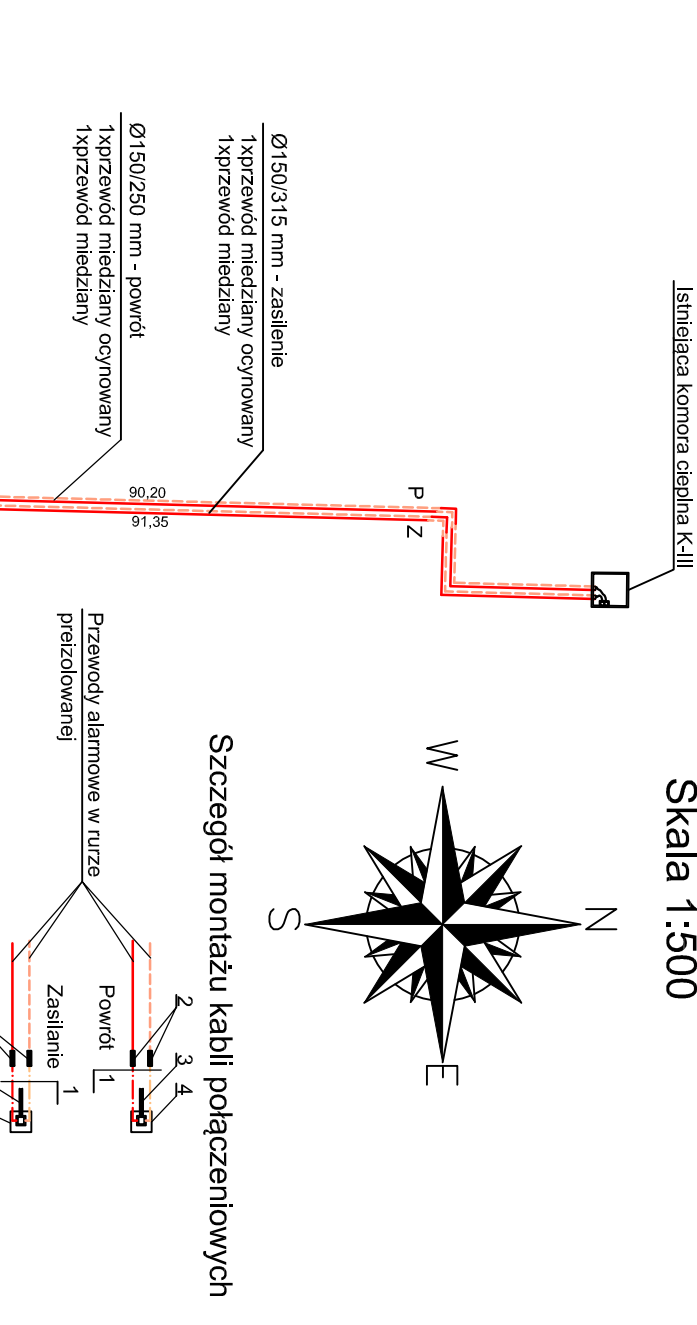 Skala 1:500
Istniejąca komora cieplna K-III
N
W
E
S
P
Z
Ø150/315 mm - zasilenie
1xprzewód miedziany ocynowany
1xprzewód miedziany
90,20
91,35
Ø150/250 mm - powrót
1xprzewód miedziany ocynowany
1xprzewód miedziany
Szczegół montażu kabli połączeniowych
2
3
4
Powrót
1
Zasilanie
1
Przewody alarmowe w rurze
preizolowanej